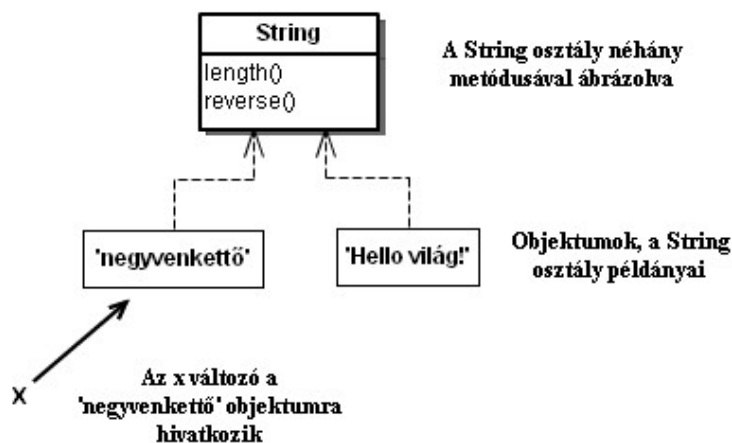 String
length()
reverse()
A String osztály néhány
metódusával ábrázolva
'negyvenkettő'
'Hello világ!'
Objektumok, a String
osztály példányai
x
Az x változó a
'negyvenkettő' objektumra
hivatkozik